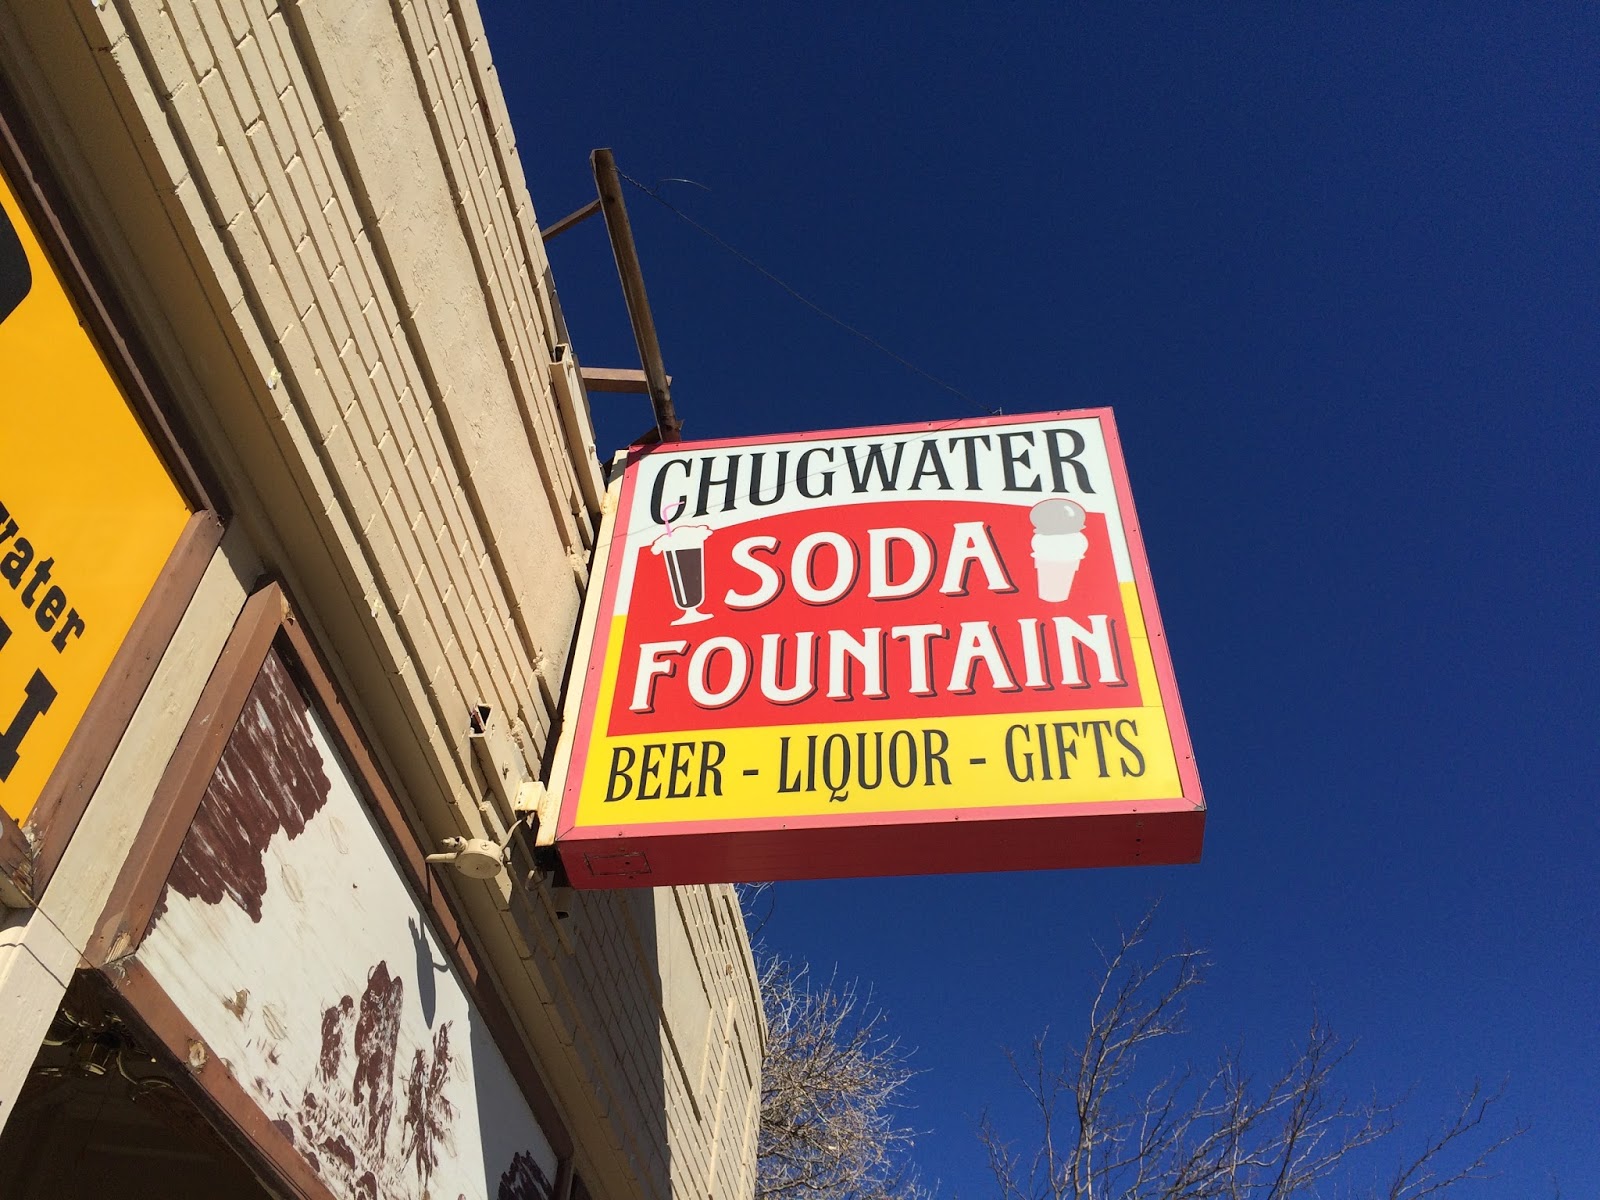 CHUGWATER
SODA
FOUNTAIN
BEER - LIQUOR - GIFTS